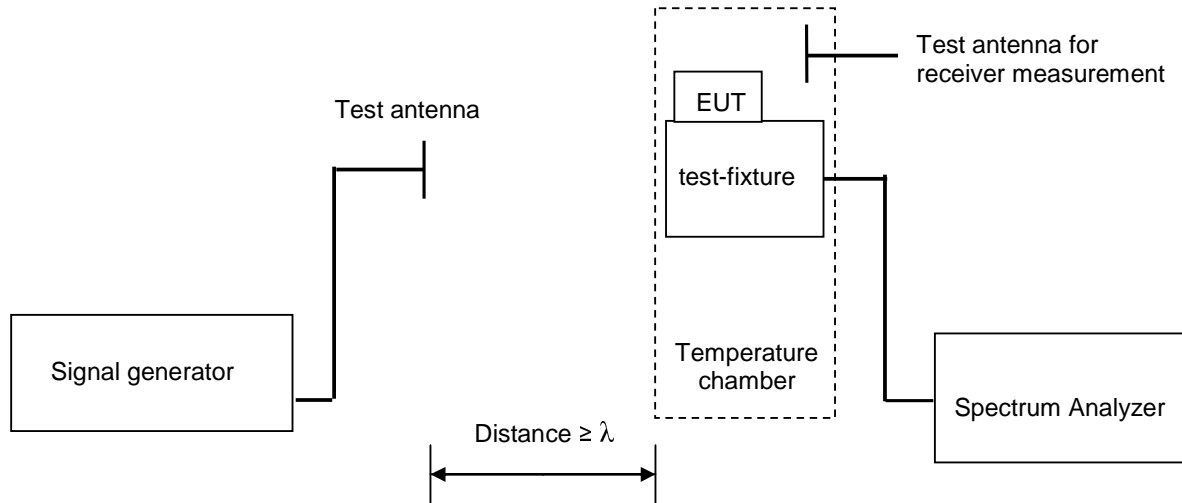 Test antenna for
receiver measurement
EUT
Test antenna
test-fixture
Signal generator
Temperature
chamber
Spectrum Analyzer
Distance ≥ λ